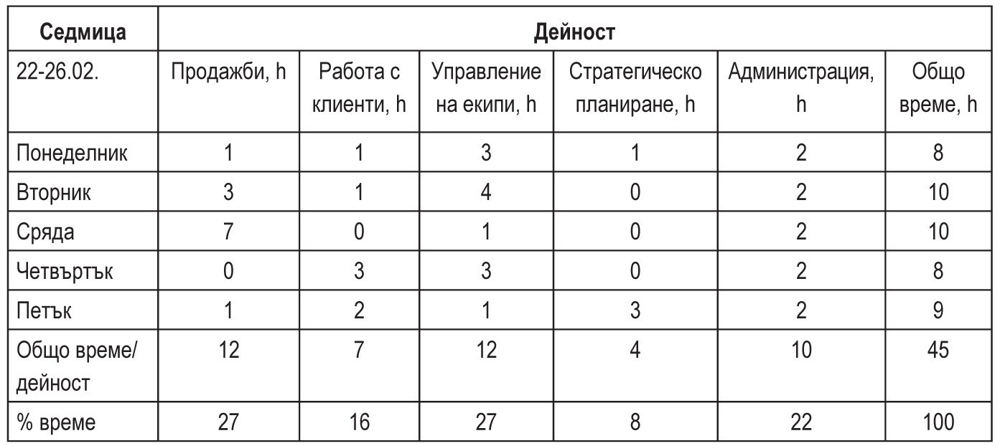 Седмица Дейност
22-26.02. Продажби, h Работа с клиенти, h Управление на екипи, h Стратегическо планиране, h Администрация, h Общо време, h
Понеделник 1 1 3 1 2 8
Вторник 3 1 4 0 2 10
Сряда 7 0 1 0 2 10
Четвъртък 0 3 3 0 2 8
Петък 1 2 1 3 2 9
Общо време/ дейност 12 7 12 4 10 45
% време 27 16 27 8 22 100